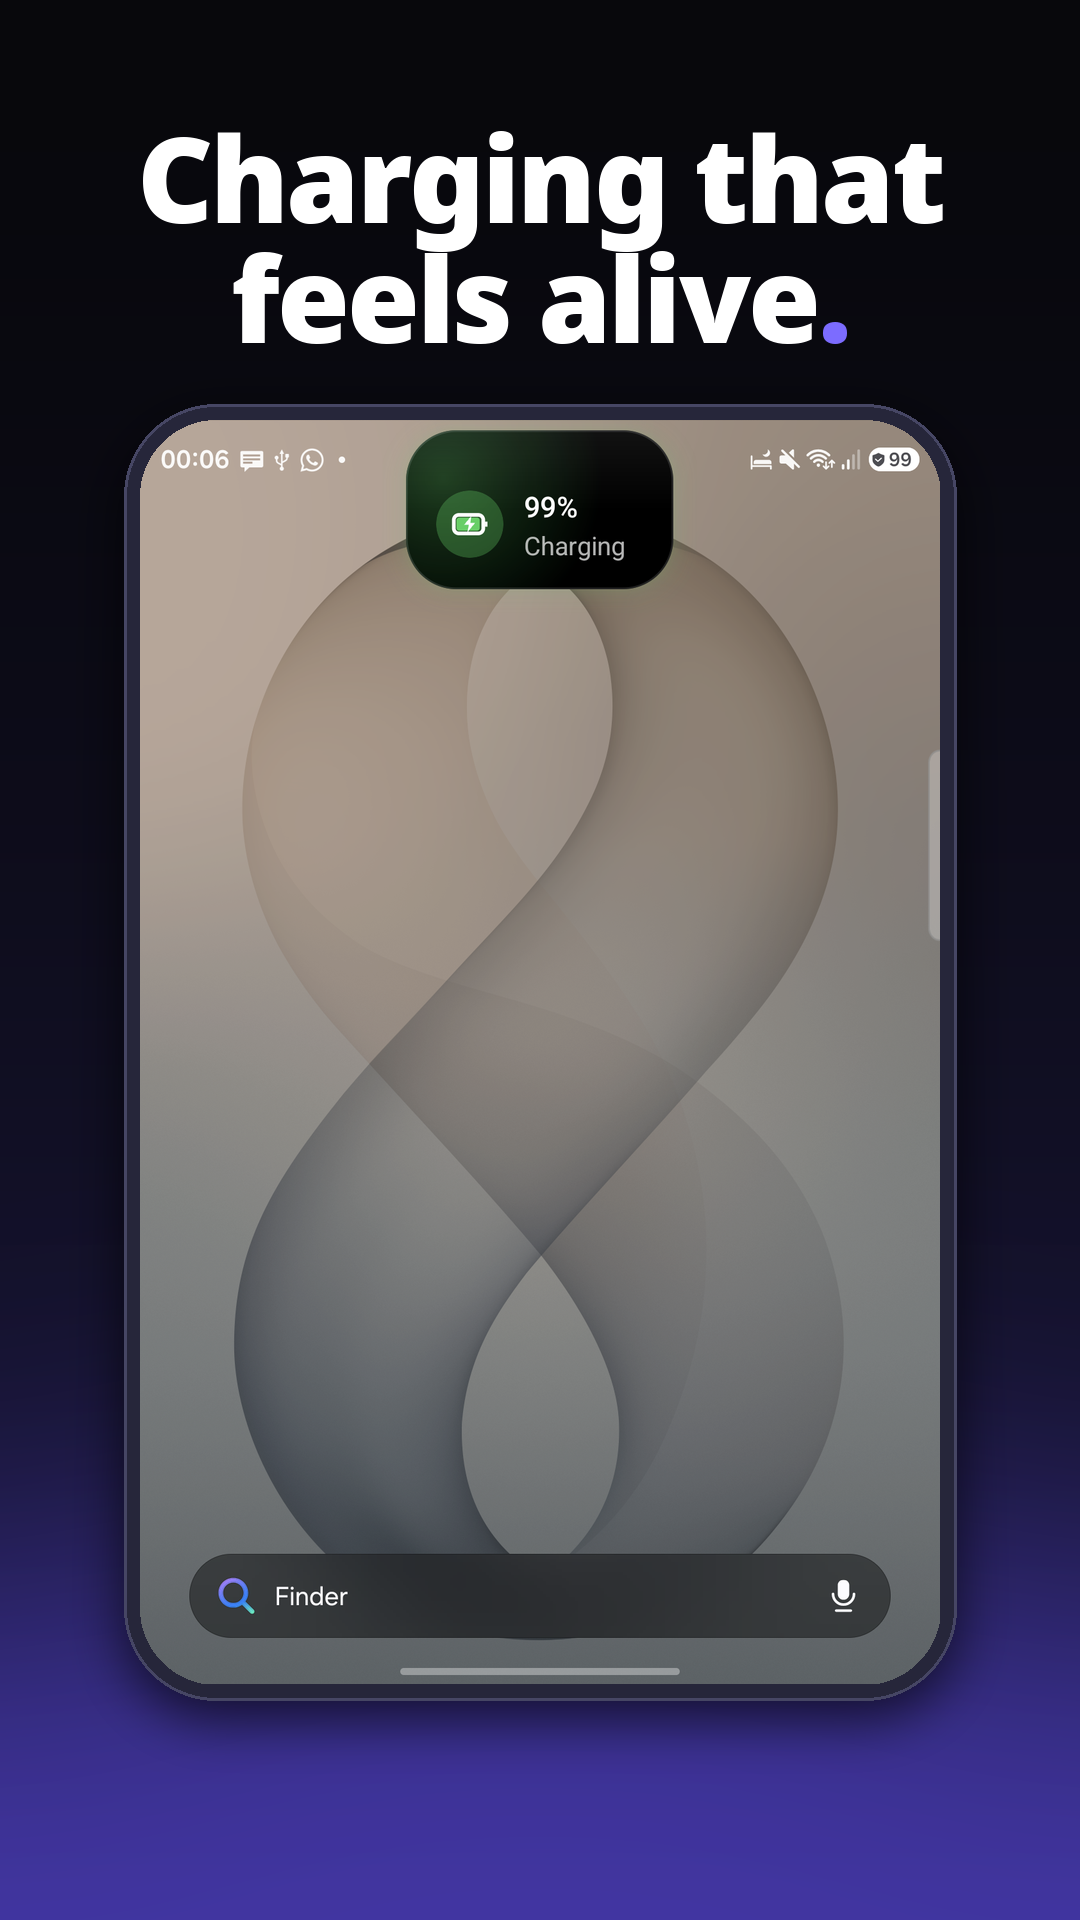 Charging that
feels alive.
00:06
99
99%
Charging
Finder